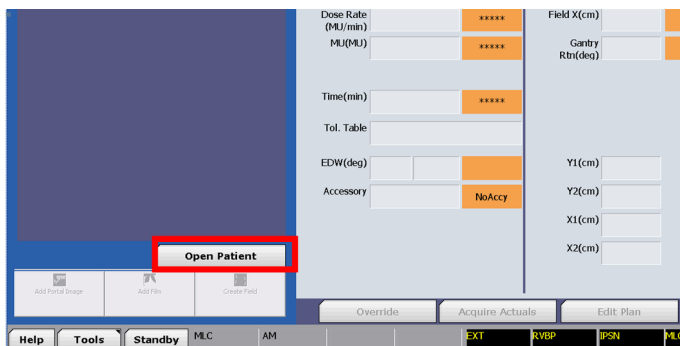 Dose Rate
(MU/min)
*****
Field X(cm)
MU(MU)
*****
Gantry
Rtn(deg)
Time(min)
*****
Tol. Table
EDW(deg)
Y1(cm)
Accessory
NoAccy
Y2(cm)
X1(cm)
X2(cm)
Open Patient
Add Portal Image
Add Film
Create Field
Override
Acquire Actuals
Edit Plan
Help
Tools
Standby
MLC
AM
EXT
RVBP
IPSN
MLC